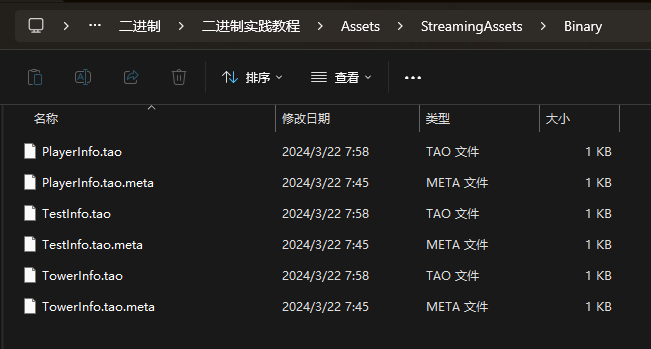 … 二进制 二进制实践教程 Assets StreamingAssets Binary
排序 查看 …
名称 修改日期 类型 大小
PlayerInfo.tao 2024/3/22 7:58 TAO 文件 1 KB
PlayerInfo.tao.meta 2024/3/22 7:45 META 文件 1 KB
TestInfo.tao 2024/3/22 7:58 TAO 文件 1 KB
TestInfo.tao.meta 2024/3/22 7:45 META 文件 1 KB
TowerInfo.tao 2024/3/22 7:58 TAO 文件 1 KB
TowerInfo.tao.meta 2024/3/22 7:45 META 文件 1 KB